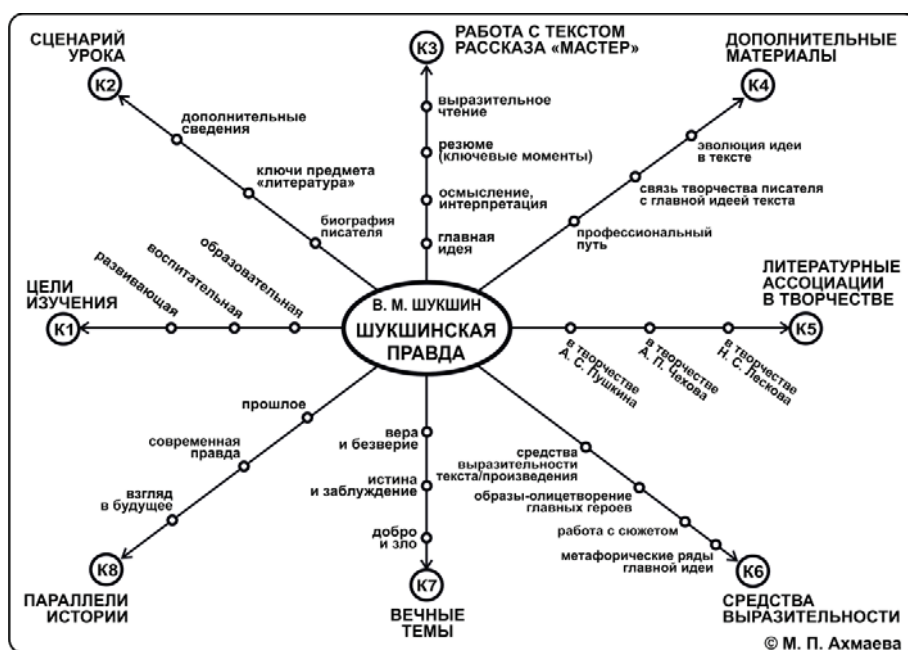 СЦЕНАРИЙ
УРОКА
К2
дополнительные
сведения
ключи предмета
«литература»
биография
писателя
К3
РАБОТА С ТЕКСТОМ
РАССКАЗА «МАСТЕР»
выразительное
чтение
резюме
(ключевые моменты)
осмысление,
интерпретация
главная
идея
ДОПОЛНИТЕЛЬНЫЕ
МАТЕРИАЛЫ
К4
эволюция идеи
в тексте
связь творчества писателя
с главной идеей текста
профессиональный
путь
ЦЕЛИ
ИЗУЧЕНИЯ
К1
развивающая
воспитательная
образовательная
В. М. ШУКШИН
ШУКШИНСКАЯ
ПРАВДА
ЛИТЕРАТУРНЫЕ
АССОЦИАЦИИ
В ТВОРЧЕСТВЕ
К5
в творчестве
А. С. Пушкина
в творчестве
А. П. Чехова
в творчестве
Н. С. Лескова
прошлое
современная
правда
взгляд
в будущее
К8
ПАРАЛЛЕЛИ
ИСТОРИИ
вера
и безверие
истина
и заблуждение
добро
и зло
К7
ВЕЧНЫЕ
ТЕМЫ
средства
выразительности
текста/произведения
образы-олицетворение
главных героев
работа с сюжетом
метафорические ряды
главной идеи
К6
СРЕДСТВА
ВЫРАЗИТЕЛЬНОСТИ
© М. П. Ахмаева